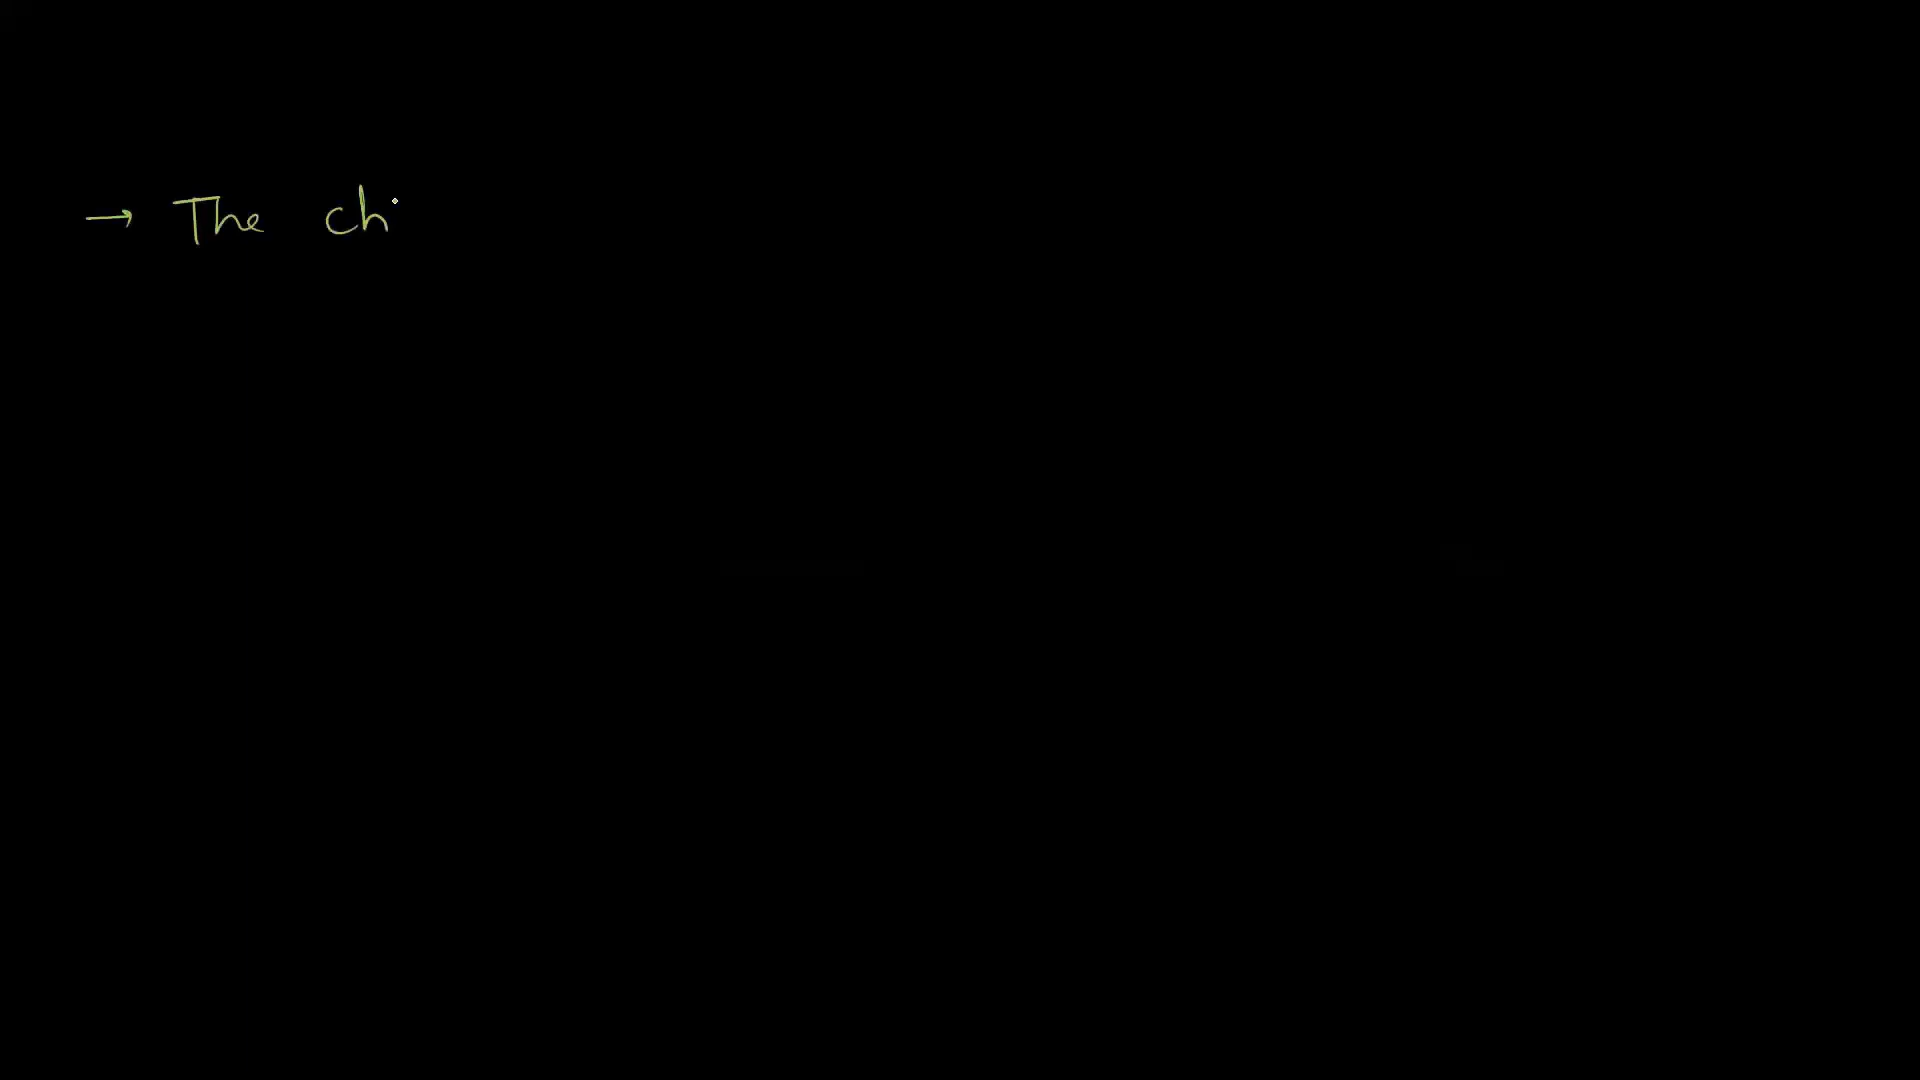 → The ch